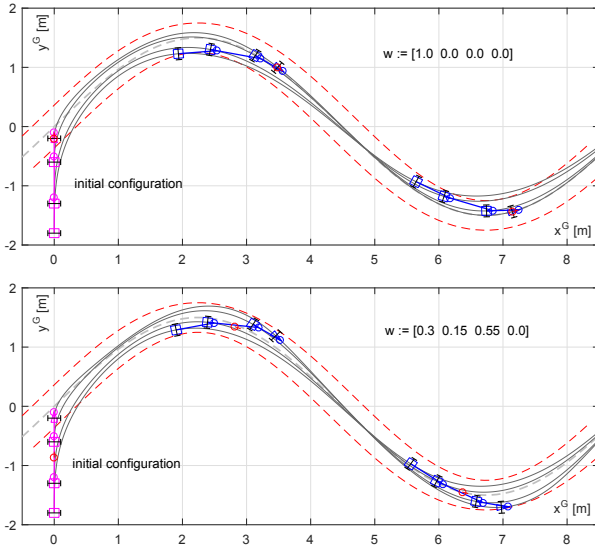 2
1
0
-1
-2
y^G [m]
w := [1.0 0.0 0.0 0.0]
initial configuration
x^G [m]
0 1 2 3 4 5 6 7 8
2
1
0
-1
-2
y^G [m]
w := [0.3 0.15 0.55 0.0]
initial configuration
x^G [m]
0 1 2 3 4 5 6 7 8